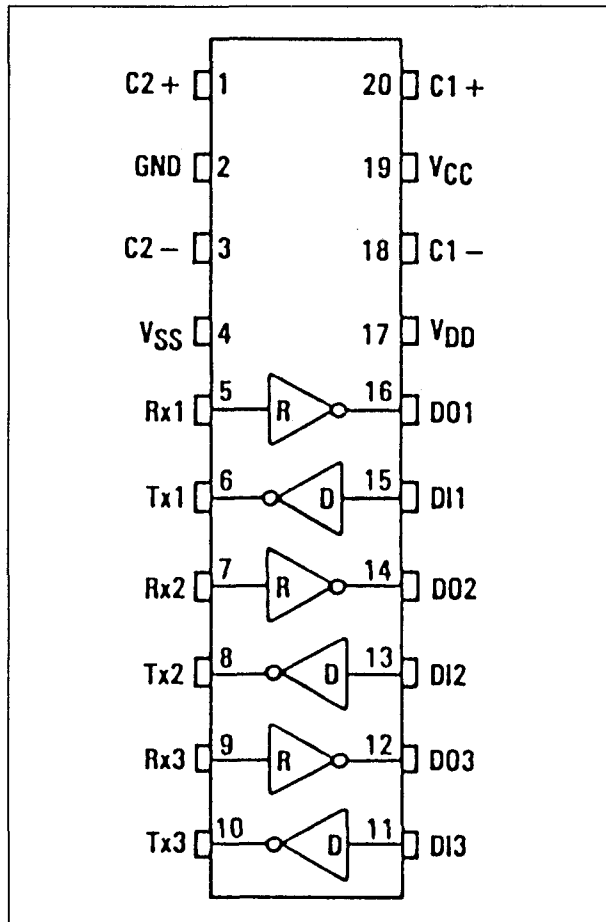 C2+ 1 20 C1+
GND 2 19 VCC
C2− 3 18 C1−
VSS 4 17 VDD
Rx1 5 R 16 DO1
Tx1 6 D 15 DI1
Rx2 7 R 14 DO2
Tx2 8 D 13 DI2
Rx3 9 R 12 DO3
Tx3 10 D 11 DI3